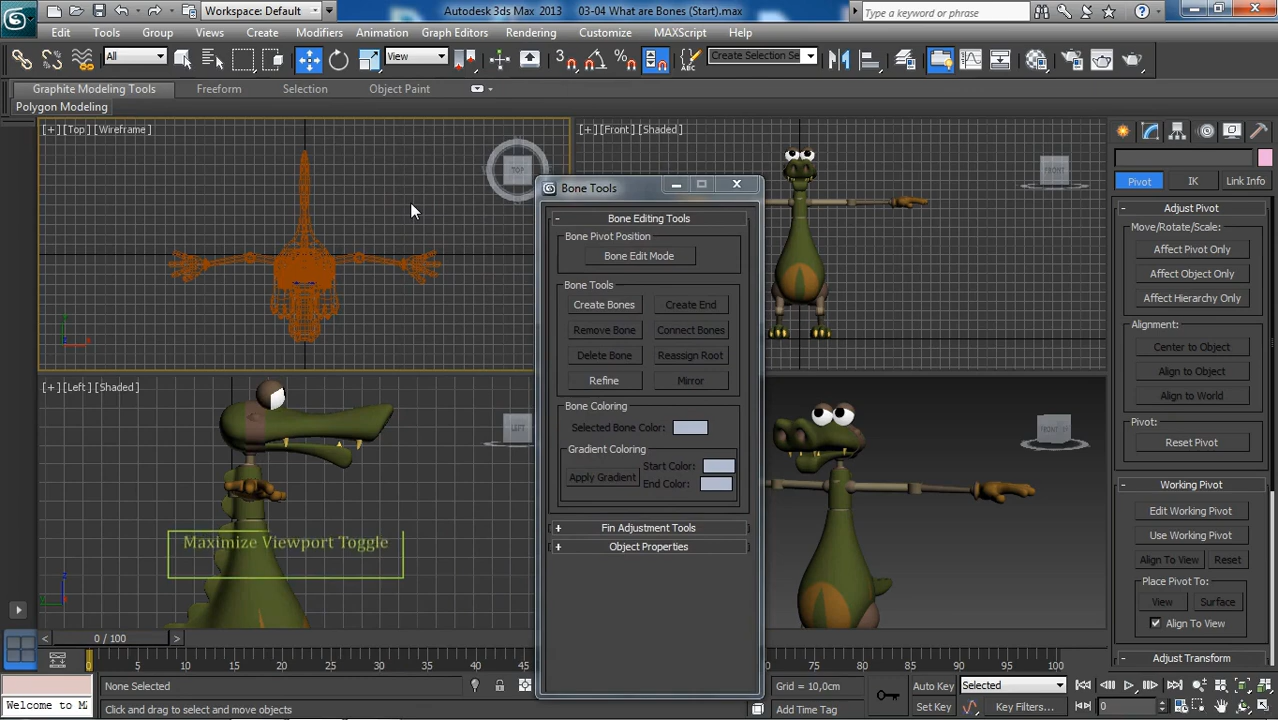 Workspace: Default
Autodesk 3ds Max 2013
03-04 What are Bones (Start).max
Type a keyword or phrase
Edit
Tools
Group
Views
Create
Modifiers
Animation
Graph Editors
Rendering
Customize
MAXScript
Help
All
View
3
Create Selection Se
Graphite Modeling Tools
Freeform
Selection
Object Paint
Polygon Modeling
[+] [Top] [Wireframe]
TOP
[+] [Front] [Shaded]
FRONT
Pivot
IK
Link Info
Bone Tools
Bone Editing Tools
Bone Pivot Position
Bone Edit Mode
Bone Tools
Create Bones
Create End
Remove Bone
Connect Bones
Delete Bone
Reassign Root
Refine
Mirror
Bone Coloring
Selected Bone Color:
Gradient Coloring
Apply Gradient
Start Color:
End Color:
Fin Adjustment Tools
Object Properties
Adjust Pivot
Move/Rotate/Scale:
Affect Pivot Only
Affect Object Only
Affect Hierarchy Only
Alignment:
Center to Object
Align to Object
Align to World
Pivot:
Reset Pivot
Working Pivot
Edit Working Pivot
Use Working Pivot
Align To View
Reset
Place Pivot To:
View
Surface
Align To View
Adjust Transform
[+] [Left] [Shaded]
LEFT
Maximize Viewport Toggle
0 / 100
0 5 10 15 20 25 30 35 40 45
75 80 85 90 95 100
None Selected
Grid = 10,0cm
Auto Key
Selected
Welcome to MA
Click and drag to select and move objects
Add Time Tag
Set Key
Key Filters...
0